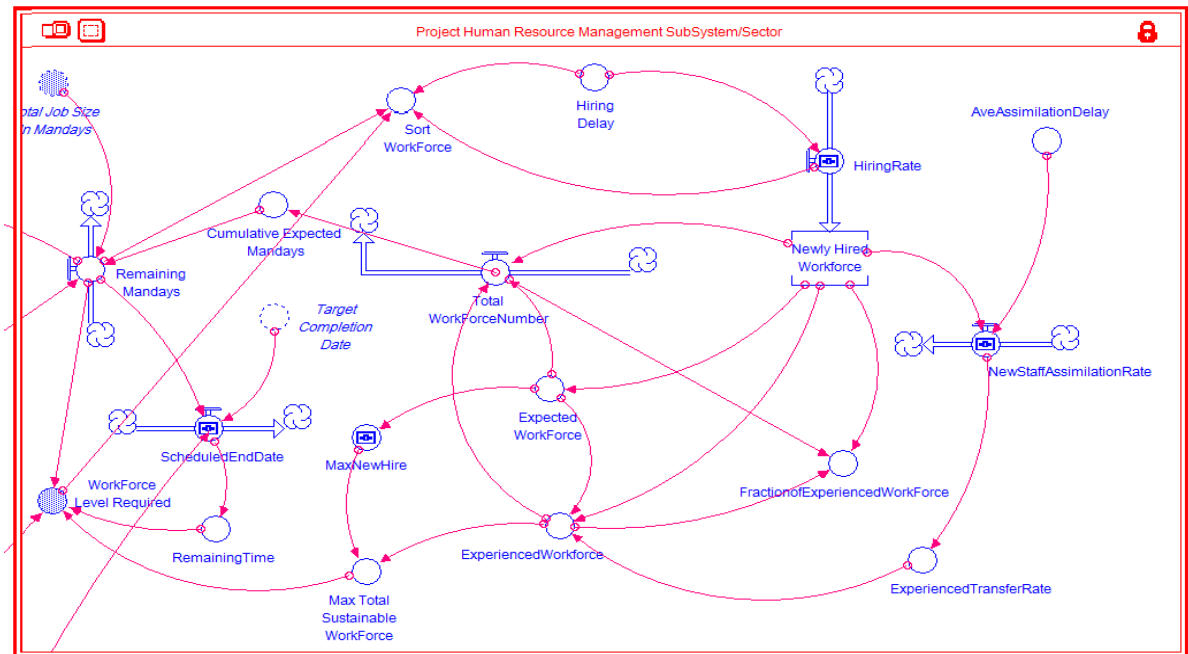 Project Human Resource Management SubSystem/Sector
Job Size
Mandays
Sort
WorkForce
Hiring
Delay
AveAssimilationDelay
HiringRate
Cumulative Expected
Mandays
Newly Hired
Workforce
Remaining
Mandays
Total
WorkForceNumber
Target
Completion
Date
NewStaffAssimilationRate
Expected
WorkForce
ScheduledEndDate
MaxNewHire
WorkForce
Level Required
FractionofExperiencedWorkForce
RemainingTime
ExperiencedWorkforce
ExperiencedTransferRate
Max Total
Sustainable
WorkForce